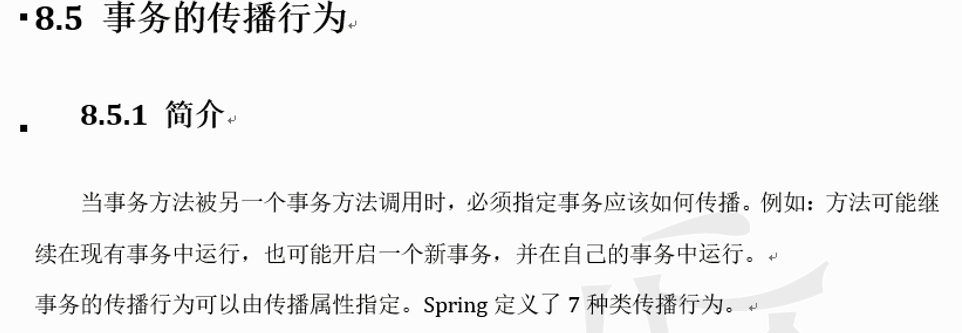 8.5 事务的传播行为
8.5.1 简介
当事务方法被另一个事务方法调用时，必须指定事务应该如何传播。例如：方法可能继
续在现有事务中运行，也可能开启一个新事务，并在自己的事务中运行。
事务的传播行为可以由传播属性指定。Spring 定义了 7 种类传播行为。